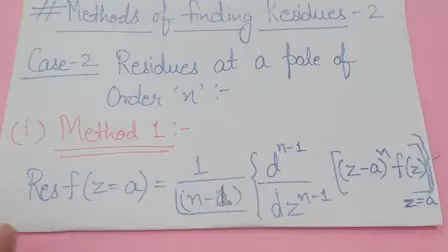 # Methods of finding Residues-2
Case-2 Residues at a pole of
Order 'n' :-
(i) Method 1 :-
Res f(z=a) = 1/|(n-1) { d^(n-1)/dz^(n-1) [(z-a)^n f(z)] }_(z=a)